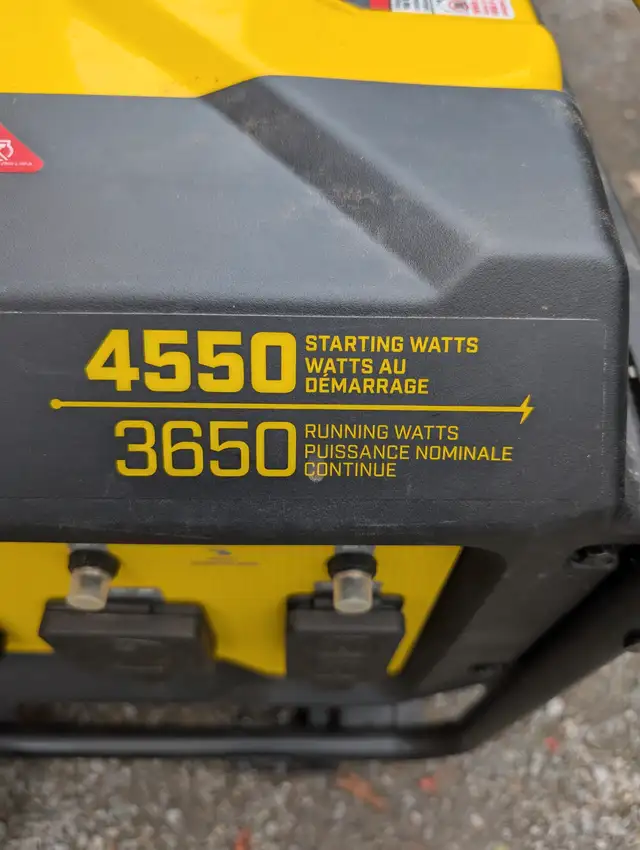 4550 STARTING WATTS
WATTS AU
DÉMARRAGE
3650 RUNNING WATTS
PUISSANCE NOMINALE
CONTINUE